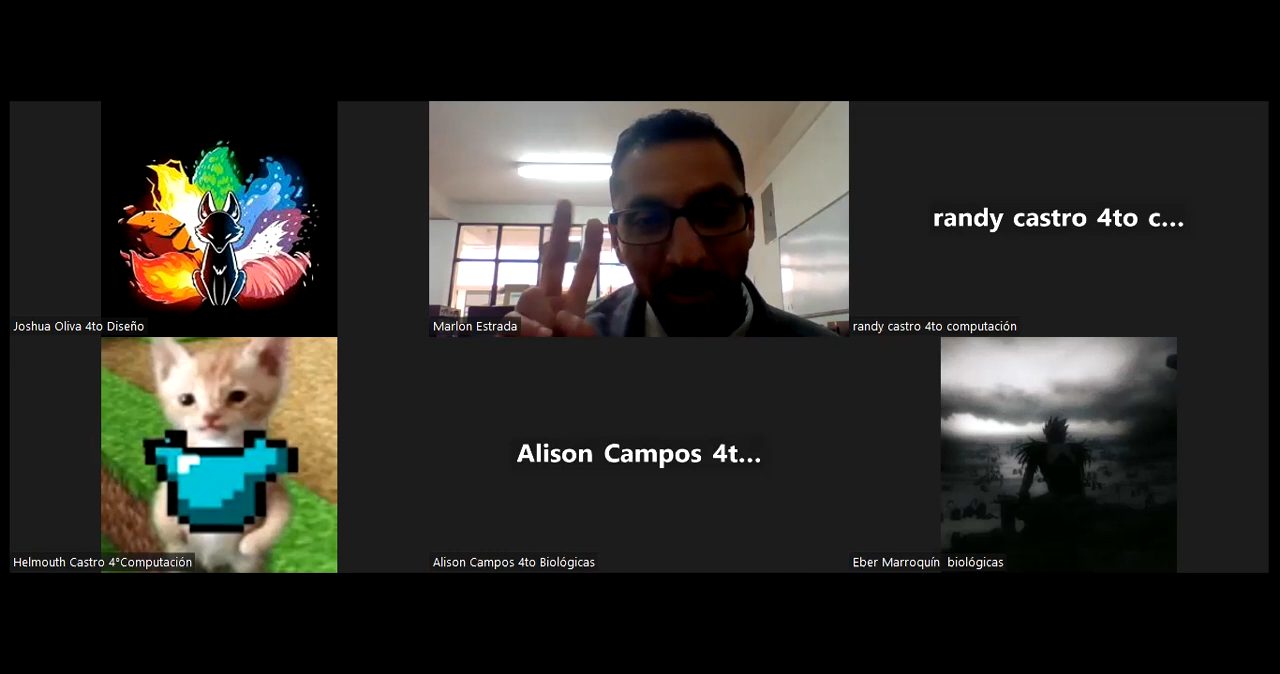 randy castro 4to c...
Joshua Oliva 4to Diseño
Marlon Estrada
randy castro 4to computación
Alison Campos 4t...
Helmouth Castro 4°Computación
Alison Campos 4to Biológicas
Eber Marroquín  biológicas